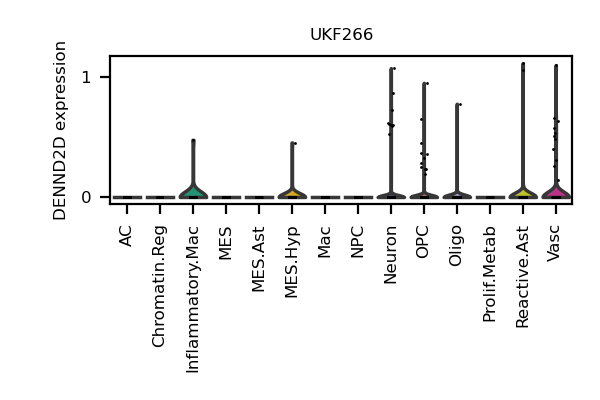 UKF266
DENND2D expression
1
0
AC
Chromatin.Reg
Inflammatory.Mac
MES
MES.Ast
MES.Hyp
Mac
NPC
Neuron
OPC
Oligo
Prolif.Metab
Reactive.Ast
Vasc